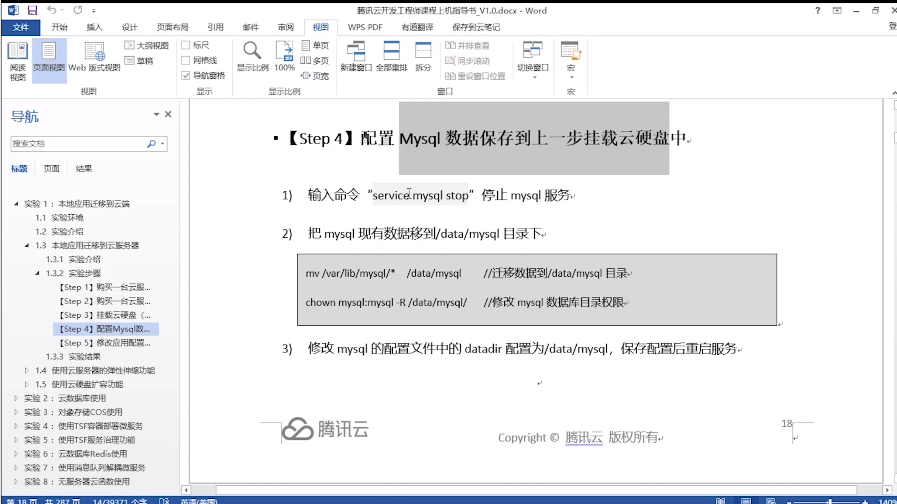 腾讯云开发工程师课程上机指导书_V1.0.docx - Word
文件 开始 插入 设计 页面布局 引用 邮件 审阅 视图 WPS PDF 有道翻译 保存到云笔记
阅读视图 页面视图 Web 版式视图 大纲视图 草稿
标尺 网格线 导航窗格
显示比例 100% 单页 多页 页宽
新建窗口 全部重排 拆分 并排查看 同步滚动 重设窗口位置 切换窗口 宏
视图 显示 显示比例 窗口 宏
导航
搜索文档
标题 页面 结果
实验 1：本地应用迁移到云端
1.1 实验环境
1.2 实验介绍
1.3 本地应用迁移到云服务器
1.3.1 实验介绍
1.3.2 实验步骤
【Step 1】购买一台云服...
【Step 2】购买一台云服...
【Step 3】挂载云硬盘（...
【Step 4】配置Mysql数...
【Step 5】修改应用配置...
1.3.3 实验结果
1.4 使用云服务器的弹性伸缩功能
1.5 使用云硬盘扩容功能
实验 2：云数据库使用
实验 3：对象存储COS使用
实验 4：使用TSF容器部署微服务
实验 5：使用TSF服务治理功能
实验 6：云数据库Redis使用
实验 7：使用消息队列解耦微服务
实验 8：无服务器云函数使用
【Step 4】配置 Mysql 数据保存到上一步挂载云硬盘中
1) 输入命令“service mysql stop”停止 mysql 服务
2) 把 mysql 现有数据移到/data/mysql 目录下
mv /var/lib/mysql/* /data/mysql //迁移数据到/data/mysql 目录
chown mysql:mysql -R /data/mysql/ //修改 mysql 数据库目录权限
3) 修改 mysql 的配置文件中的 datadir 配置为/data/mysql，保存配置后重启服务
腾讯云
Copyright © 腾讯云 版权所有
18
第 18 页，共 287 页 14/39371 个字 英语(美国) 140%